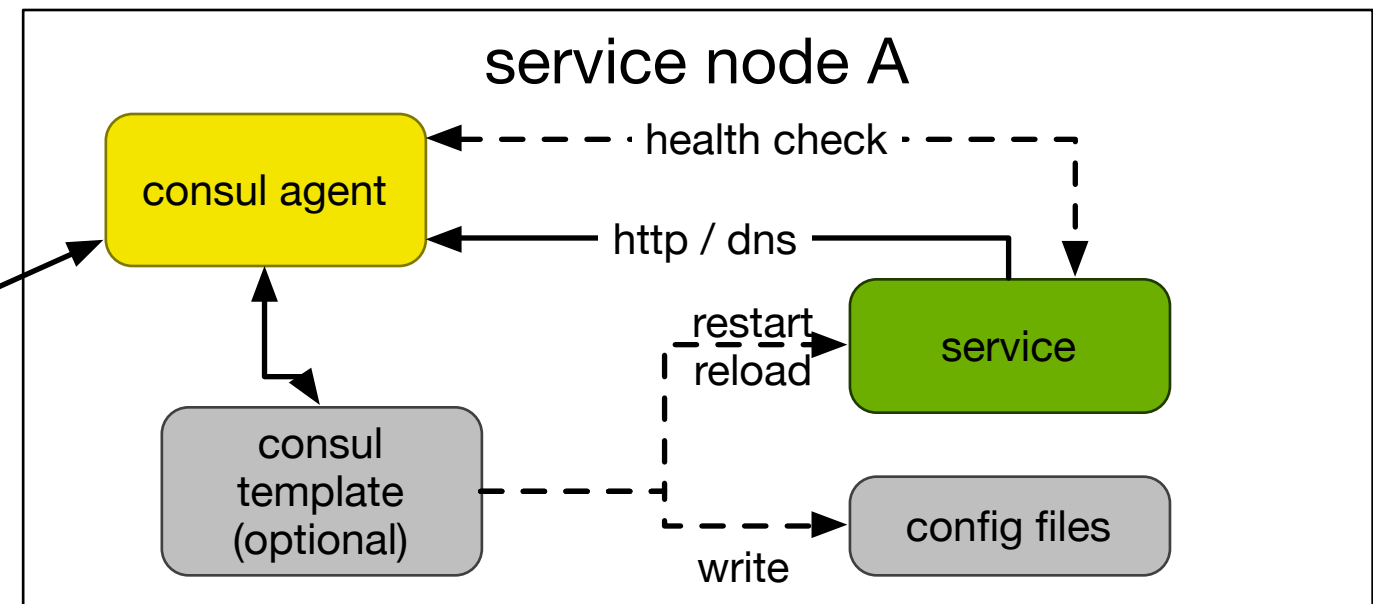 service node A
health check
consul agent
http / dns
restart
reload
service
consul
template
(optional)
config files
write